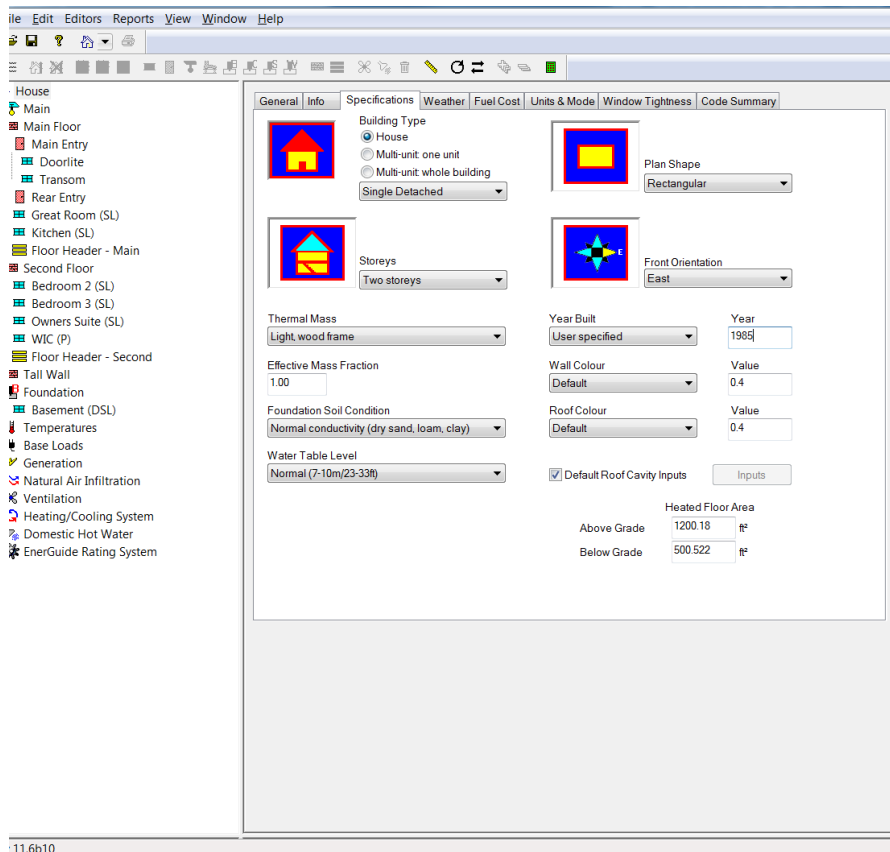 ile Edit Editors Reports View Window Help
House
Main
Main Floor
Main Entry
Doorlite
Transom
Rear Entry
Great Room (SL)
Kitchen (SL)
Floor Header - Main
Second Floor
Bedroom 2 (SL)
Bedroom 3 (SL)
Owners Suite (SL)
WIC (P)
Floor Header - Second
Tall Wall
Foundation
Basement (DSL)
Temperatures
Base Loads
Generation
Natural Air Infiltration
Ventilation
Heating/Cooling System
Domestic Hot Water
EnerGuide Rating System
General Info Specifications Weather Fuel Cost Units & Mode Window Tightness Code Summary
Building Type
House
Multi-unit: one unit
Multi-unit: whole building
Single Detached
Plan Shape
Rectangular
Storeys
Two storeys
E
Front Orientation
East
Thermal Mass
Light, wood frame
Effective Mass Fraction
1.00
Foundation Soil Condition
Normal conductivity (dry sand, loam, clay)
Water Table Level
Normal (7-10m/23-33ft)
Year Built Year
User specified 1985
Wall Colour Value
Default 0.4
Roof Colour Value
Default 0.4
Default Roof Cavity Inputs Inputs
Heated Floor Area
Above Grade 1200.18 ft²
Below Grade 500.522 ft²
11.6b10